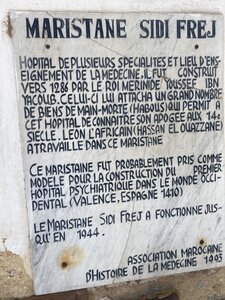 MARISTANE SIDI FREJ
HOPITAL DE PLUSIEURS SPECIALITES ET LIEU D'EN-
SEIGNEMENT DE LA MEDECINE, IL FUT CONSTRUIT
VERS 1286 PAR LE ROI MERINIDE YOUSSEF IBN
YACOUB. CELUI-CI LUI ATTACHA UN GRAND NOMBRE
DE BIENS DE MAIN-MORTE (HABOUS) QUI PERMIT A
CET HOPITAL DE CONNAITRE SON APOGEE AUX 14e
SIECLE. LEON L'AFRICAIN (HASSAN EL OUAZZANE)
A TRAVAILLE DANS CE MARISTANE
CE MARISTANE FUT PROBABLEMENT PRIS COMME
MODELE POUR LA CONSTRUCTION DU PREMIER
HOPITAL PSYCHIATRIQUE DANS LE MONDE OCCI-
DENTAL (VALENCE, ESPAGNE 1410)
LE MARISTANE SIDI FREJ A FONCTIONNE JUS-
QU'EN 1944.
ASSOCIATION MAROCAINE
D'HISTOIRE DE LA MEDECINE 1993